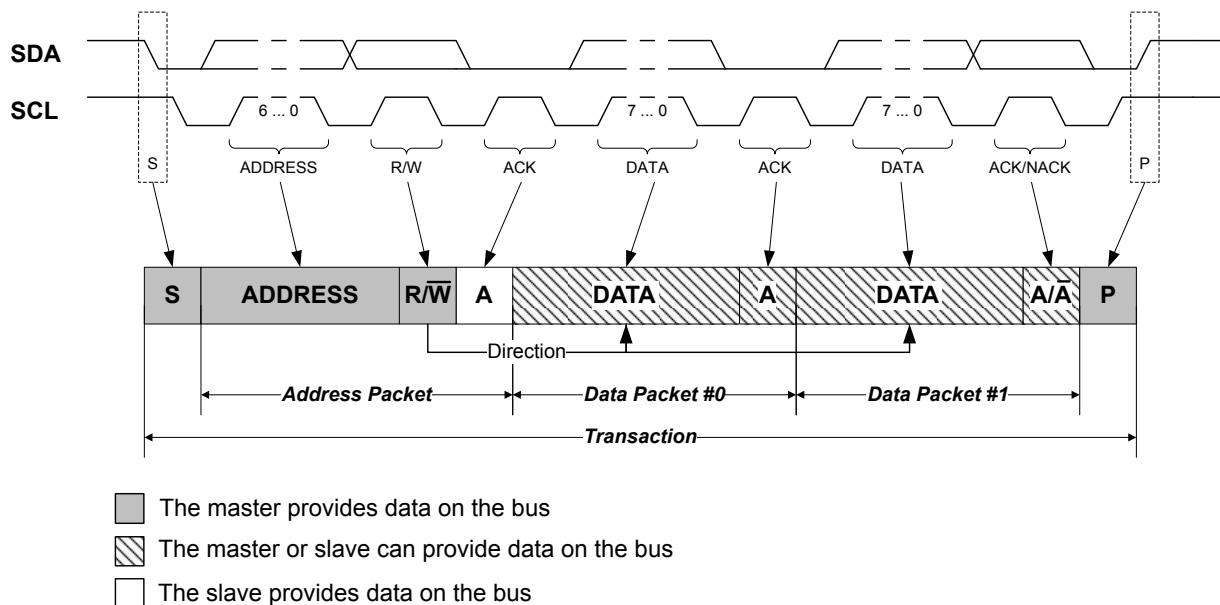 SDA
SCL
6 ... 0
7 ... 0
7 ... 0
S
ADDRESS
R/W
ACK
DATA
ACK
DATA
ACK/NACK
P
S
ADDRESS
R/W̅
A
DATA
A
DATA
A/A̅
P
Direction
Address Packet
Data Packet #0
Data Packet #1
Transaction
The master provides data on the bus
The master or slave can provide data on the bus
The slave provides data on the bus